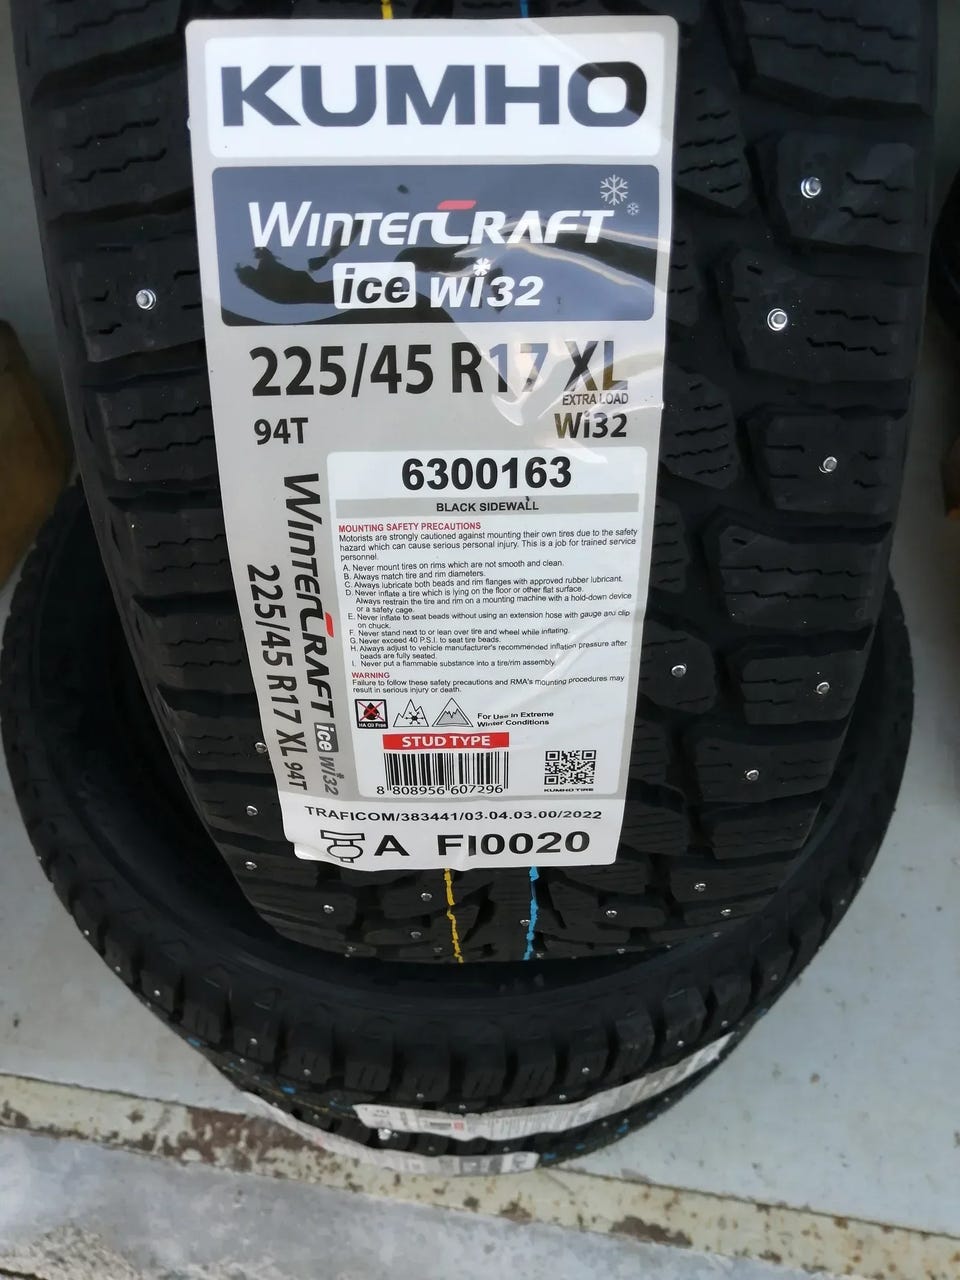 KUMHO
WINTERCRAFT
ice Wi32
225/45 R17 XL
EXTRA LOAD
94T
Wi32
6300163
BLACK SIDEWALL
MOUNTING SAFETY PRECAUTIONS
Motorists are strongly cautioned against mounting their own tires due to the safety
hazard which can cause serious personal injury. This is a job for trained service
personnel.
A. Never mount tires on rims which are not smooth and clean.
B. Always match tire and rim diameters.
C. Always lubricate both beads and rim flanges with approved rubber lubricant.
D. Never inflate a tire which is lying on the floor or other flat surface.
Always restrain the tire and rim on a mounting machine with a hold-down device
or a safety cage.
E. Never inflate to seat beads without using an extension hose with gauge and clip
on chuck.
F. Never stand next to or lean over tire and wheel while inflating.
G. Never exceed 40 P.S.I. to seat tire beads.
H. Always adjust to vehicle manufacturer's recommended inflation pressure after
beads are fully seated.
I. Never put a flammable substance into a tire/rim assembly.
WARNING
Failure to follow these safety precautions and RMA's mounting procedures may
result in serious injury or death.
HA Oil Free
For Use in Extreme
Winter Conditions
STUD TYPE
8 808956 607296
KUMHO TIRE
WINTERCRAFT ice Wi32
225/45 R17 XL 94T
TRAFICOM/383441/03.04.03.00/2022
A FI0020